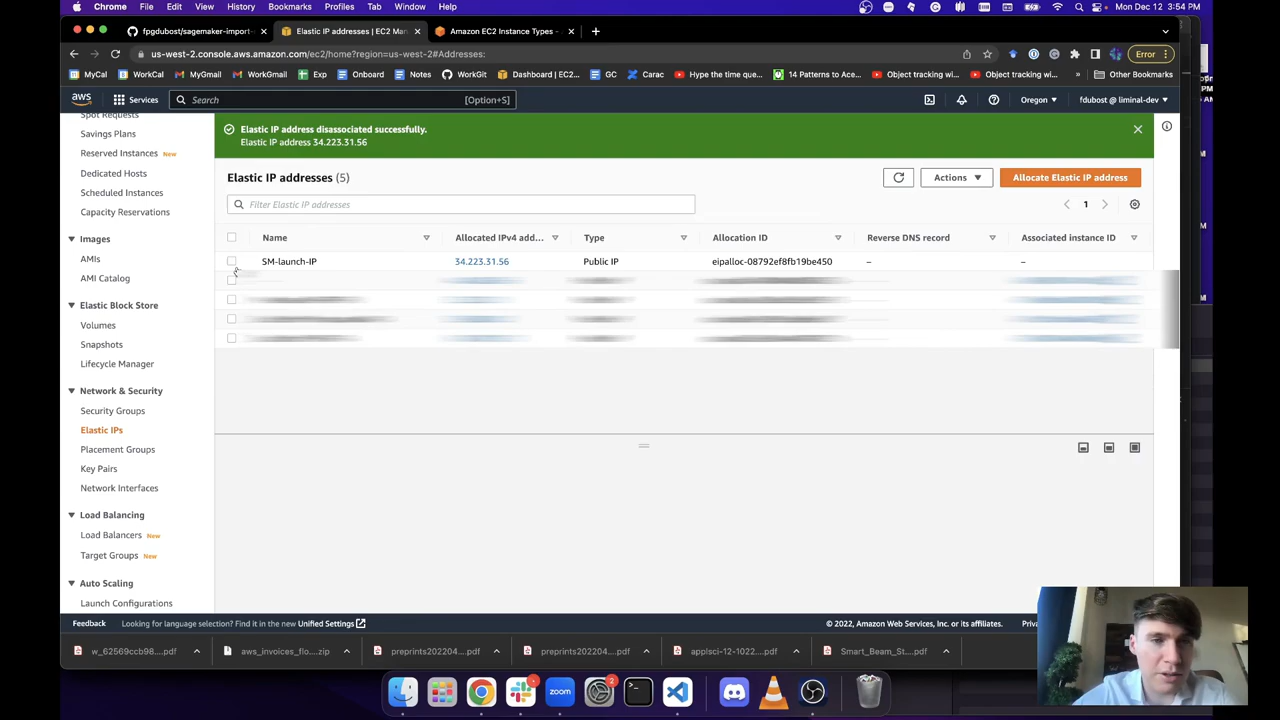 Chrome File Edit View History Bookmarks Profiles Tab Window Help Mon Dec 12 3:54 PM
fpgdubost/sagemaker-import- × Elastic IP addresses | EC2 Man × Amazon EC2 Instance Types - × +
us-west-2.console.aws.amazon.com/ec2/home?region=us-west-2#Addresses: Error
MyCal WorkCal MyGmail WorkGmail Exp Onboard Notes WorkGit Dashboard | EC2... GC Carac Hype the time que... 14 Patterns to Ace... Object tracking wi... Object tracking wi... » Other Bookmarks
aws Services Search [Option+S] Oregon fdubost @ liminal-dev
Spot Requests
Savings Plans
Reserved Instances New
Dedicated Hosts
Scheduled Instances
Capacity Reservations
Images
AMIs
AMI Catalog
Elastic Block Store
Volumes
Snapshots
Lifecycle Manager
Network & Security
Security Groups
Elastic IPs
Placement Groups
Key Pairs
Network Interfaces
Load Balancing
Load Balancers New
Target Groups New
Auto Scaling
Launch Configurations
Elastic IP address disassociated successfully.
Elastic IP address 34.223.31.56
Elastic IP addresses (5) Actions Allocate Elastic IP address
Filter Elastic IP addresses 1
Name Allocated IPv4 add... Type Allocation ID Reverse DNS record Associated instance ID
SM-launch-IP 34.223.31.56 Public IP eipalloc-08792ef8fb19be450 – –
Feedback Looking for language selection? Find it in the new Unified Settings © 2022, Amazon Web Services, Inc. or its affiliates.
w_62569ccb98....pdf aws_invoices_flo....zip preprints202204....pdf preprints202204....pdf applsci-12-1022....pdf Smart_Beam_St....pdf
zoom
2